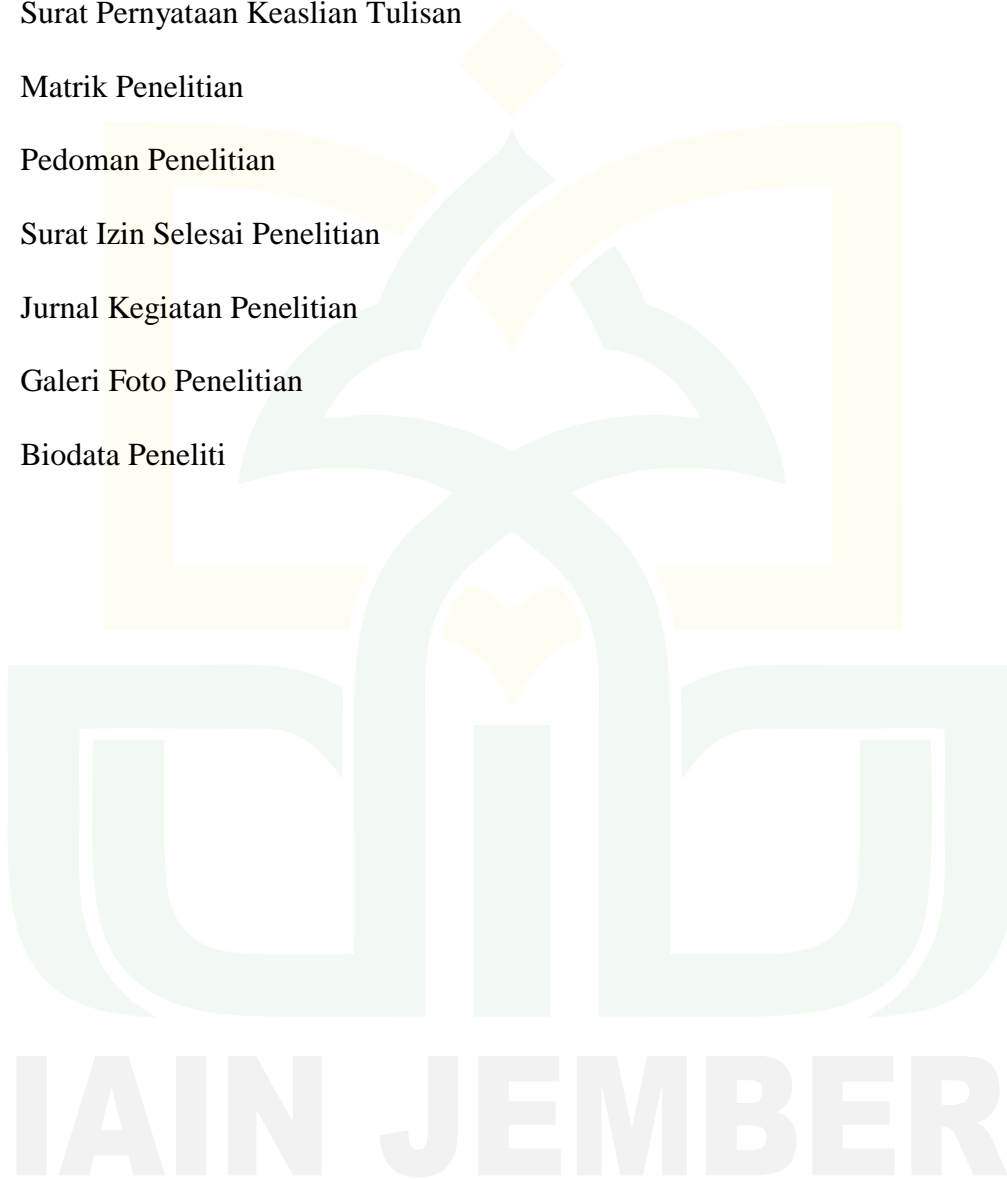 Surat Pernyataan Keaslian Tulisan
Matrik Penelitian
Pedoman Penelitian
Surat Izin Selesai Penelitian
Jurnal Kegiatan Penelitian
Galeri Foto Penelitian
Biodata Peneliti
IAIN JEMBER